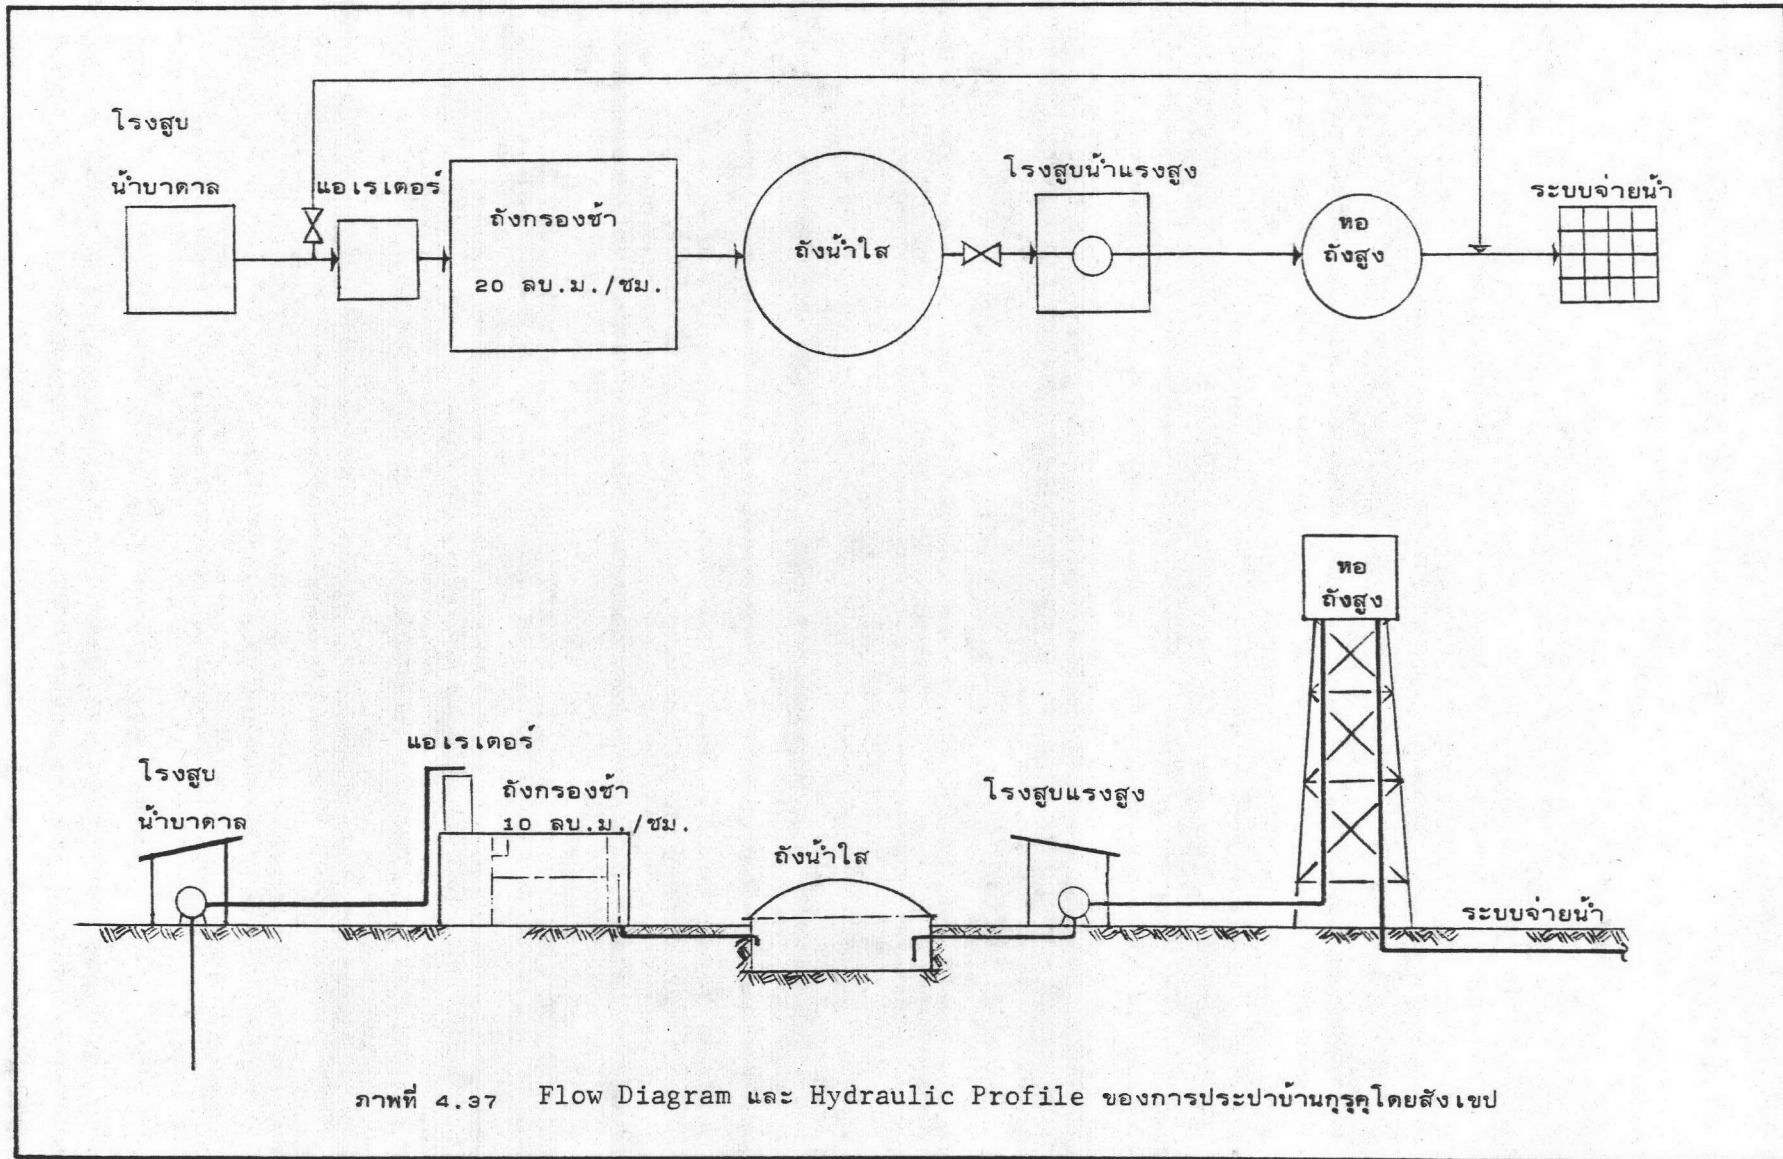 โรงสูบ
น้ำบาดาล
แอเรเตอร์
ถังกรองช้า
20 ลบ.ม./ชม.
ถังน้ำใส
โรงสูบน้ำแรงสูง
หอ
ถังสูง
ระบบจ่ายน้ำ
หอ
ถังสูง
โรงสูบ
น้ำบาดาล
แอเรเตอร์
ถังกรองช้า
10 ลบ.ม./ชม.
ถังน้ำใส
โรงสูบแรงสูง
ระบบจ่ายน้ำ
ภาพที่ 4.37 Flow Diagram และ Hydraulic Profile ของการประปาบ้านกุรุคุโดยสังเขป